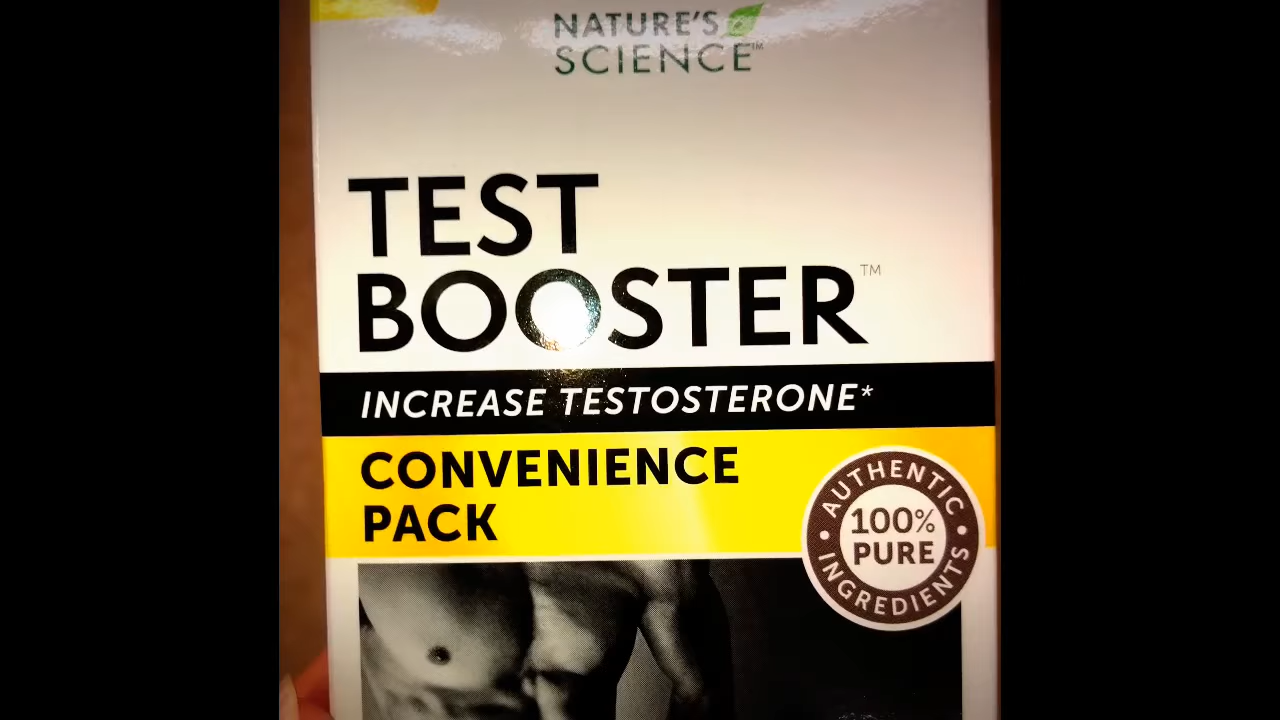 NATURE'S
SCIENCE™
TEST
BOOSTER™
INCREASE TESTOSTERONE*
CONVENIENCE
PACK
AUTHENTIC
100%
PURE
INGREDIENTS